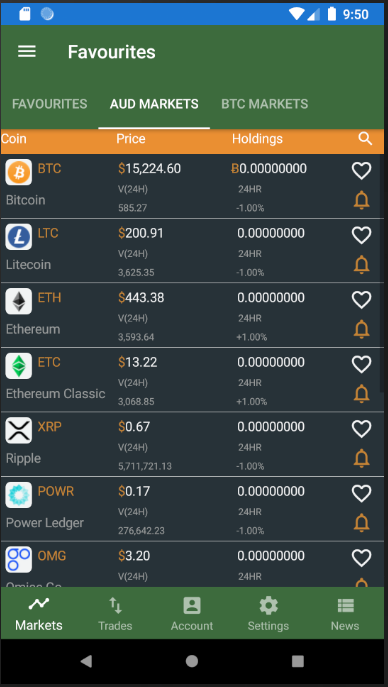 9:50
Favourites
FAVOURITES AUD MARKETS BTC MARKETS
Coin Price Holdings
BTC $15,224.60 Ƀ0.00000000
V(24H) 24HR
Bitcoin 585.27 -1.00%
LTC $200.91 0.00000000
V(24H) 24HR
Litecoin 3,625.35 -1.00%
ETH $443.38 0.00000000
V(24H) 24HR
Ethereum 3,593.64 +1.00%
ETC $13.22 0.00000000
V(24H) 24HR
Ethereum Classic 3,068.85 +1.00%
XRP $0.67 0.00000000
V(24H) 24HR
Ripple 5,711,721.13 -1.00%
POWR $0.17 0.00000000
V(24H) 24HR
Power Ledger 276,642.23 -1.00%
OMG $3.20 0.00000000
V(24H) 24HR
Markets Trades Account Settings News